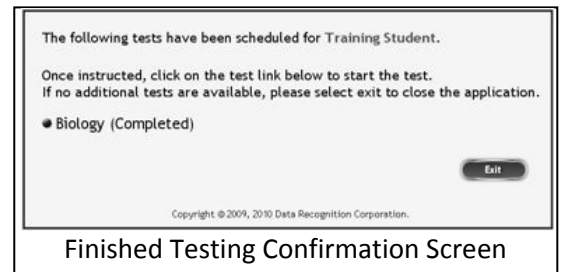 The following tests have been scheduled for Training Student.
Once instructed, click on the test link below to start the test.
If no additional tests are available, please select exit to close the application.
Biology (Completed)
Exit
Copyright © 2009, 2010 Data Recognition Corporation.
Finished Testing Confirmation Screen